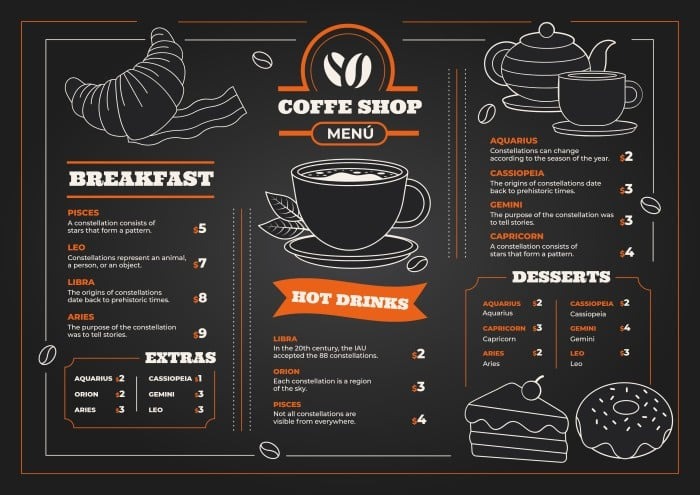 COFFE SHOP
MENÚ
BREAKFAST
PISCES
A constellation consists of
stars that form a pattern.
$5
LEO
Constellations represent an animal,
a person, or an object.
$7
LIBRA
The origins of constellations
date back to prehistoric times.
$8
ARIES
The purpose of the constellation
was to tell stories.
$9
EXTRAS
AQUARIUS $2
ORION $2
ARIES $3
CASSIOPEIA $1
GEMINI $3
LEO $3
HOT DRINKS
LIBRA
In the 20th century, the IAU
accepted the 88 constellations.
$2
ORION
Each constellation is a region
of the sky.
$3
PISCES
Not all constellations are
visible from everywhere.
$4
AQUARIUS
Constellations can change
according to the season of the year.
$2
CASSIOPEIA
The origins of constellations date
back to prehistoric times.
$3
GEMINI
The purpose of the constellation was
to tell stories.
$3
CAPRICORN
A constellation consists of
stars that form a pattern.
$4
DESSERTS
AQUARIUS $2
Aquarius
CAPRICORN $3
Capricorn
ARIES $2
Aries
CASSIOPEIA $2
Cassiopeia
GEMINI $4
Gemini
LEO $3
Leo